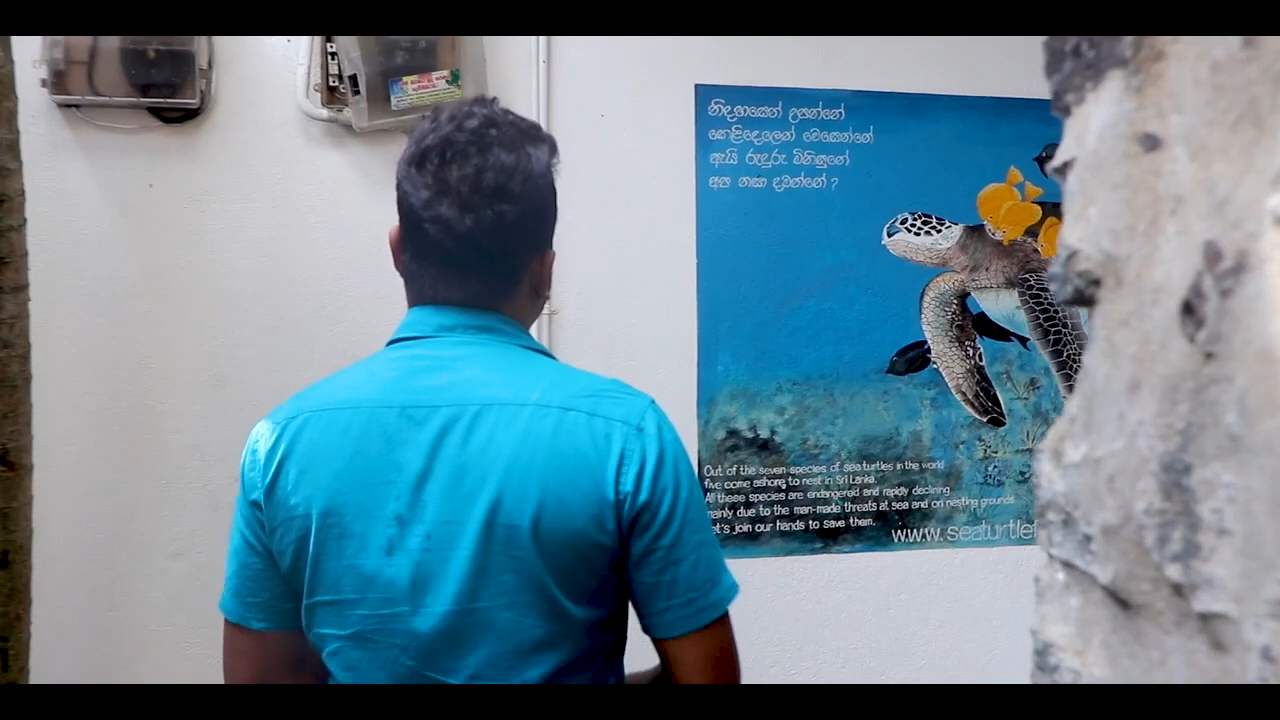 නිදහසෙන් උපන්නේ
කෙළිදෙලෙන් වෙසෙන්නේ
ඇයි රුදුරු මිනිසුනේ
අප නසා දමන්නේ ?
Out of the seven species of sea turtles in the world
five come ashore to nest in Sri Lanka.
All these species are endangered and rapidly declining
mainly due to the man-made threats at sea and on nesting grounds
let's join our hands to save them.
www.seaturtlef